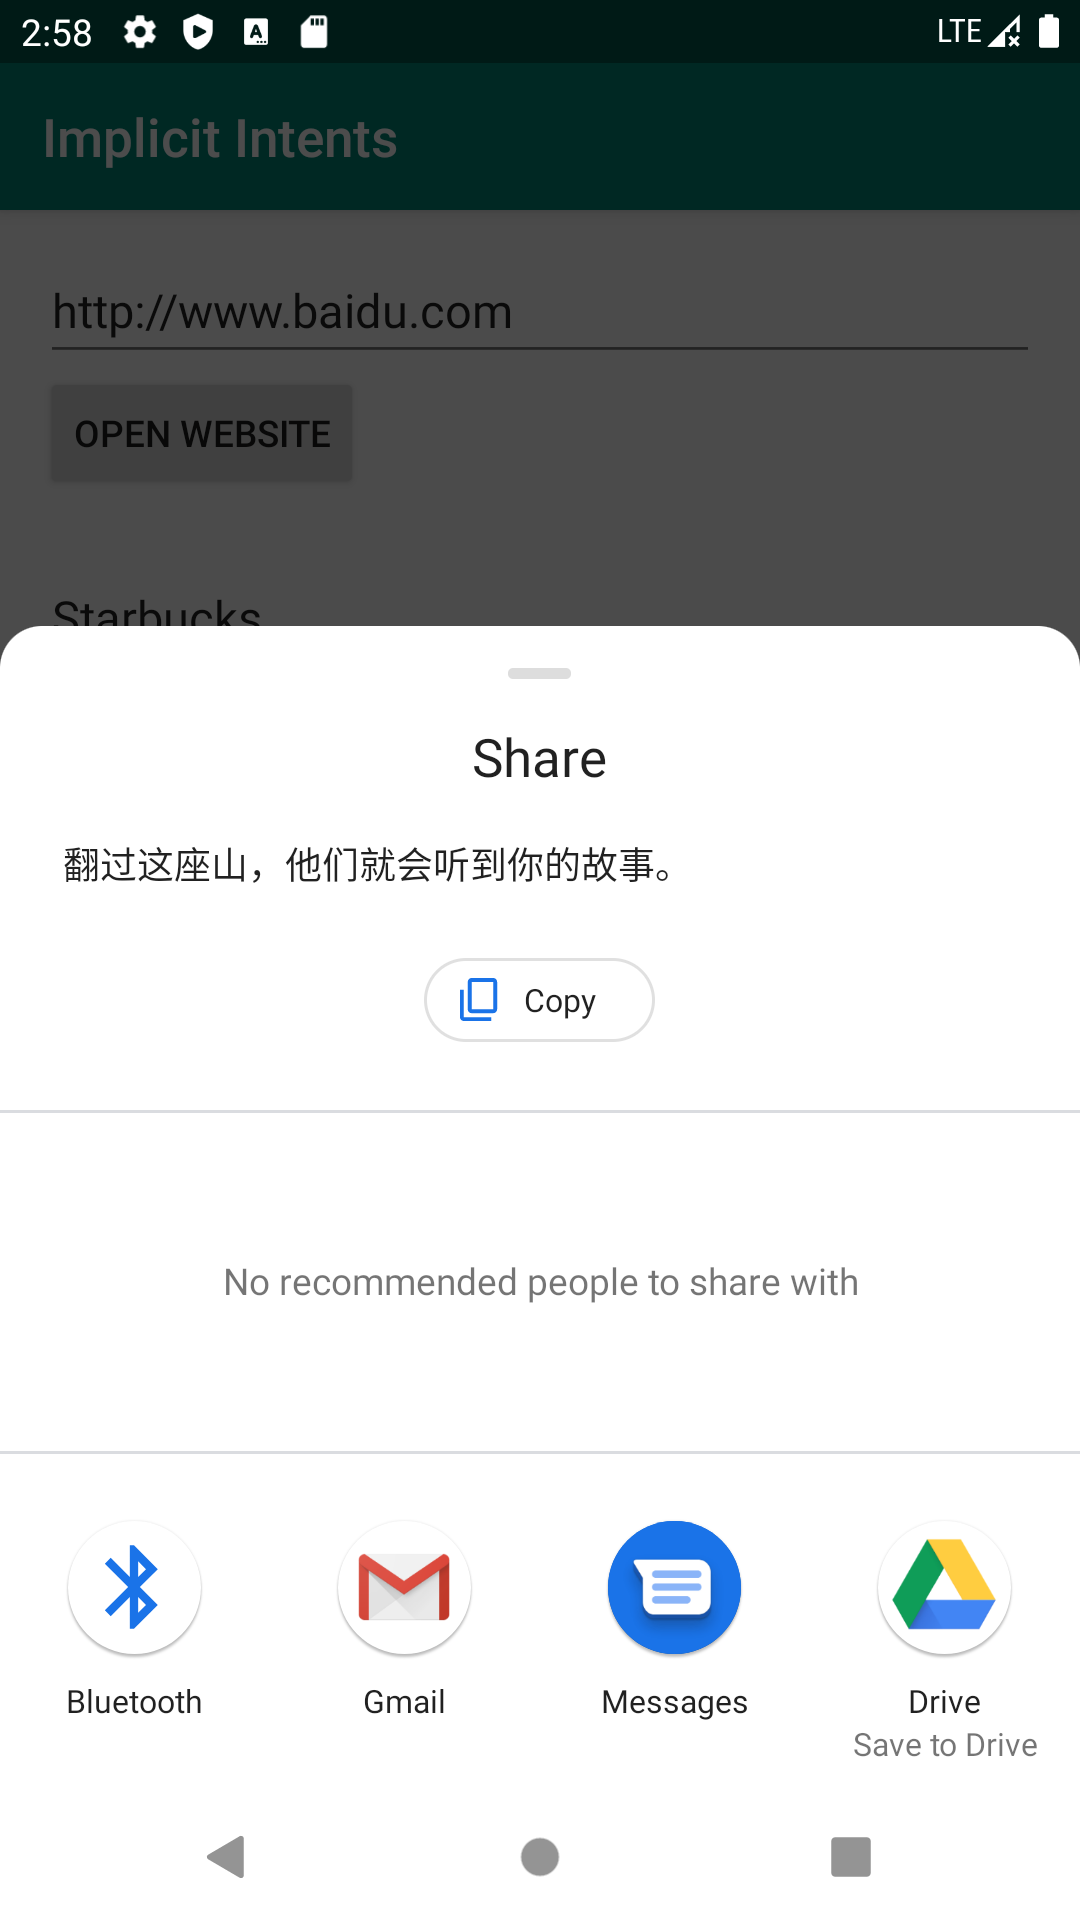 2:58
LTE
Implicit Intents
http://www.baidu.com
OPEN WEBSITE
Starbucks
Share
翻过这座山，他们就会听到你的故事。
Copy
No recommended people to share with
Bluetooth
Gmail
Messages
Drive
Save to Drive